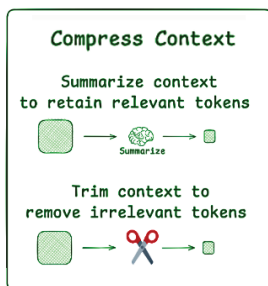 Compress Context
Summarize context
to retain relevant tokens
Summarize
Trim context to
remove irrelevant tokens